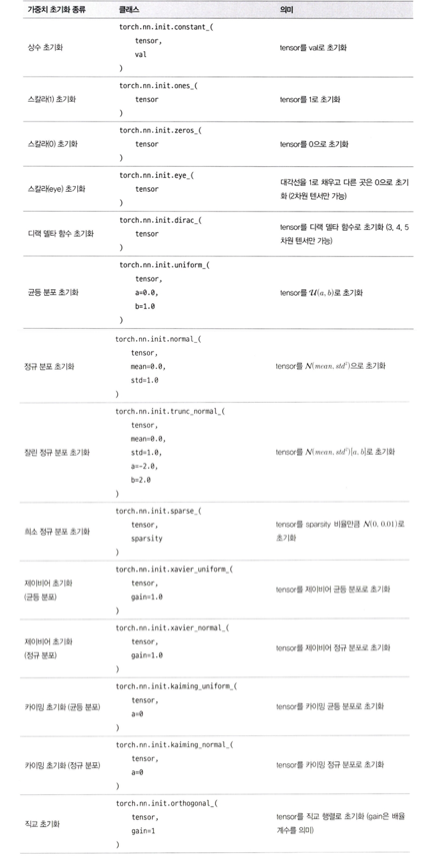 가중치 초기화 종류 클래스 의미
상수 초기화
torch.nn.init.constant_(
tensor,
val
)
tensor를 val로 초기화
스칼라(1) 초기화
torch.nn.init.ones_(
tensor
)
tensor를 1로 초기화
스칼라(0) 초기화
torch.nn.init.zeros_(
tensor
)
tensor를 0으로 초기화
스칼라(eye) 초기화
torch.nn.init.eye_(
tensor
)
대각선을 1로 채우고 다른 곳은 0으로 초기
화 (2차원 텐서만 가능)
디랙 델타 함수 초기화
torch.nn.init.dirac_(
tensor
)
tensor를 디랙 델타 함수로 초기화 (3, 4, 5
차원 텐서만 가능)
균등 분포 초기화
torch.nn.init.uniform_(
tensor,
a=0.0,
b=1.0
)
tensor를 U(a, b)로 초기화
정규 분포 초기화
torch.nn.init.normal_(
tensor,
mean=0.0,
std=1.0
)
tensor를 N(mean, std²)으로 초기화
잘린 정규 분포 초기화
torch.nn.init.trunc_normal_(
tensor,
mean=0.0,
std=1.0,
a=-2.0,
b=2.0
)
tensor를 N(mean, std²)[a, b]로 초기화
희소 정규 분포 초기화
torch.nn.init.sparse_(
tensor,
sparsity
)
tensor를 sparsity 비율만큼 N(0, 0.01)로
초기화
제이비어 초기화
(균등 분포)
torch.nn.init.xavier_uniform_(
tensor,
gain=1.0
)
tensor를 제이비어 균등 분포로 초기화
제이비어 초기화
(정규 분포)
torch.nn.init.xavier_normal_(
tensor,
gain=1.0
)
tensor를 제이비어 정규 분포로 초기화
카이밍 초기화 (균등 분포)
torch.nn.init.kaiming_uniform_(
tensor,
a=0
)
tensor를 카이밍 균등 분포로 초기화
카이밍 초기화 (정규 분포)
torch.nn.init.kaiming_normal_(
tensor,
a=0
)
tensor를 카이밍 정규 분포로 초기화
직교 초기화
torch.nn.init.orthogonal_(
tensor,
gain=1
)
tensor를 직교 행렬로 초기화 (gain은 배율
계수를 의미)